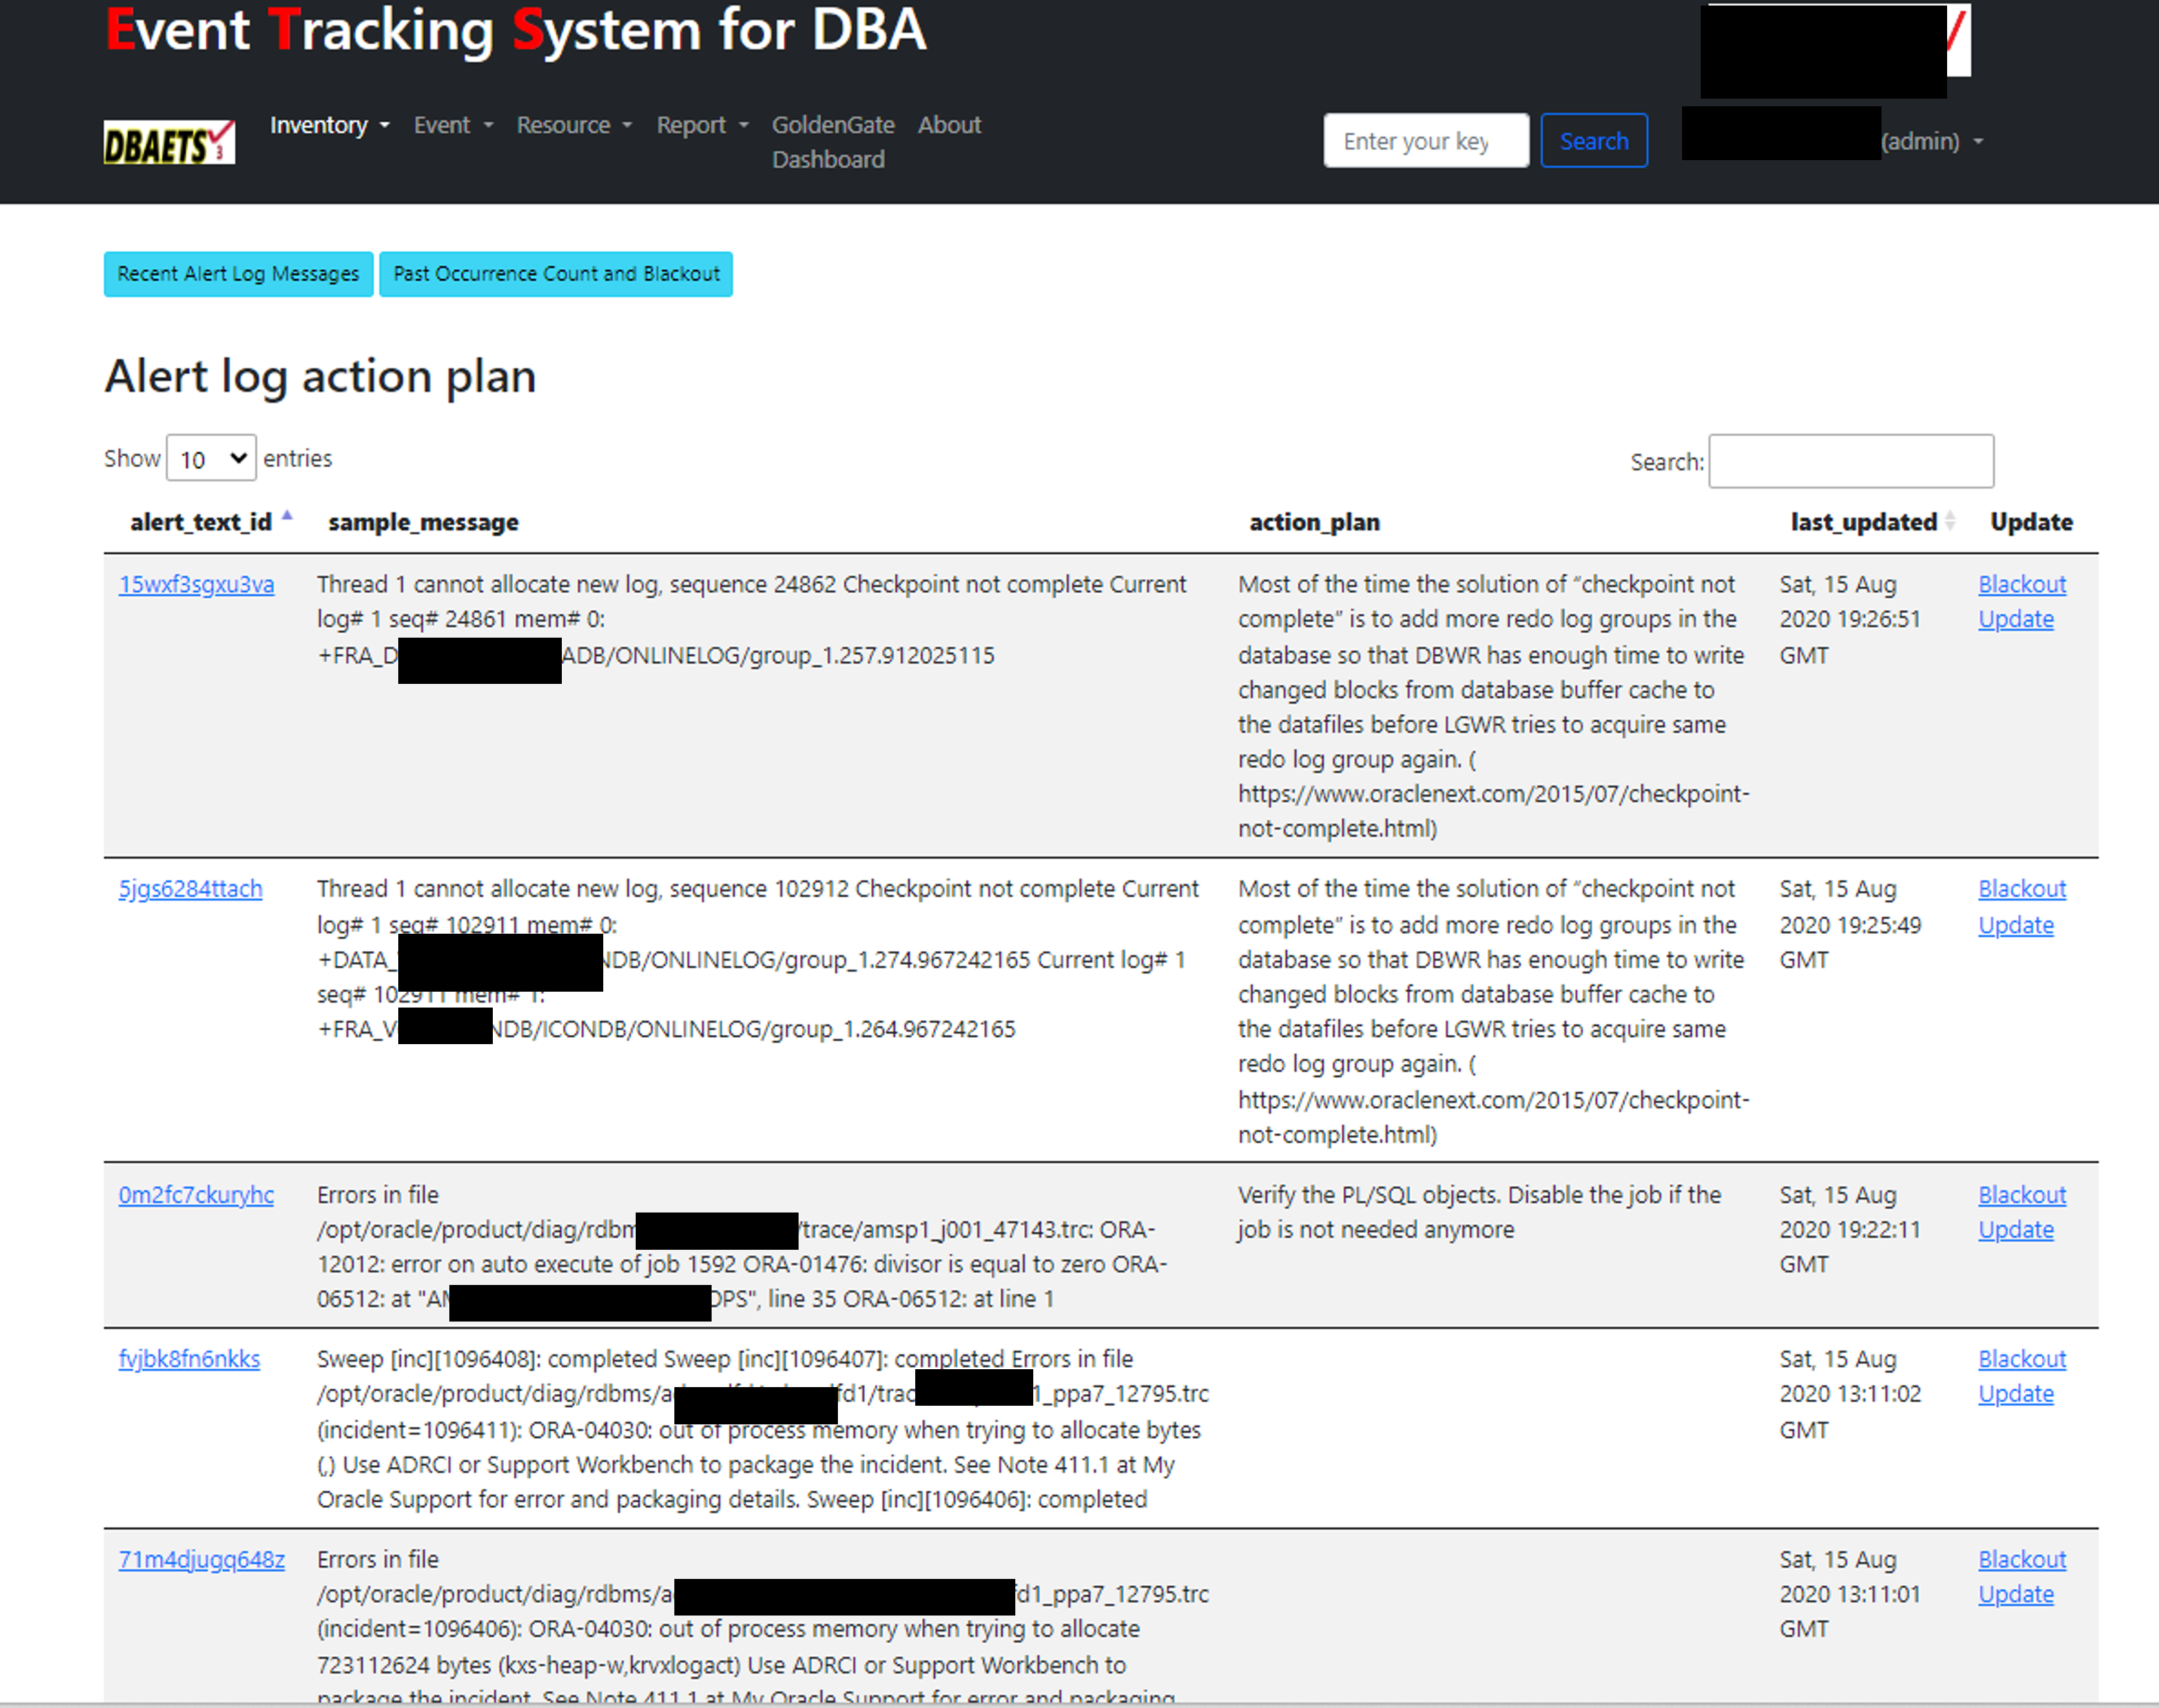 Event Tracking System for DBA
DBAETS 3
Inventory
Event
Resource
Report
GoldenGate Dashboard
About
Enter your key
Search
(admin)
Recent Alert Log Messages
Past Occurrence Count and Blackout
Alert log action plan
Show 10 entries
Search:
alert_text_id sample_message action_plan last_updated Update
15wxf3sgxu3va
Thread 1 cannot allocate new log, sequence 24862 Checkpoint not complete Current
log# 1 seq# 24861 mem# 0:
+FRA_D ADB/ONLINELOG/group_1.257.912025115
Most of the time the solution of “checkpoint not
complete” is to add more redo log groups in the
database so that DBWR has enough time to write
changed blocks from database buffer cache to
the datafiles before LGWR tries to acquire same
redo log group again. (
https://www.oraclenext.com/2015/07/checkpoint-
not-complete.html)
Sat, 15 Aug
2020 19:26:51
GMT
Blackout
Update
5jgs6284ttach
Thread 1 cannot allocate new log, sequence 102912 Checkpoint not complete Current
log# 1 seq# 102911 mem# 0:
+DATA_ NDB/ONLINELOG/group_1.274.967242165 Current log# 1
seq# 102911 mem# 1:
+FRA_V NDB/ICONDB/ONLINELOG/group_1.264.967242165
Most of the time the solution of “checkpoint not
complete” is to add more redo log groups in the
database so that DBWR has enough time to write
changed blocks from database buffer cache to
the datafiles before LGWR tries to acquire same
redo log group again. (
https://www.oraclenext.com/2015/07/checkpoint-
not-complete.html)
Sat, 15 Aug
2020 19:25:49
GMT
Blackout
Update
0m2fc7ckuryhc
Errors in file
/opt/oracle/product/diag/rdbm /trace/amsp1_j001_47143.trc: ORA-
12012: error on auto execute of job 1592 ORA-01476: divisor is equal to zero ORA-
06512: at "AM OPS", line 35 ORA-06512: at line 1
Verify the PL/SQL objects. Disable the job if the
job is not needed anymore
Sat, 15 Aug
2020 19:22:11
GMT
Blackout
Update
fvjbk8fn6nkks
Sweep [inc][1096408]: completed Sweep [inc][1096407]: completed Errors in file
/opt/oracle/product/diag/rdbms/a fd1/trac 1_ppa7_12795.trc
(incident=1096411): ORA-04030: out of process memory when trying to allocate bytes
(,) Use ADRCI or Support Workbench to package the incident. See Note 411.1 at My
Oracle Support for error and packaging details. Sweep [inc][1096406]: completed
Sat, 15 Aug
2020 13:11:02
GMT
Blackout
Update
71m4djugq648z
Errors in file
/opt/oracle/product/diag/rdbms/a fd1_ppa7_12795.trc
(incident=1096406): ORA-04030: out of process memory when trying to allocate
723112624 bytes (kxs-heap-w,krvxlogact) Use ADRCI or Support Workbench to
package the incident. See Note 411.1 at My Oracle Support for error and packaging
Sat, 15 Aug
2020 13:11:01
GMT
Blackout
Update